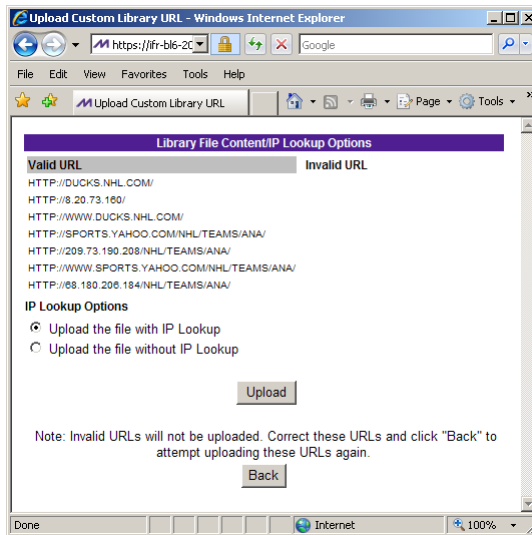 Upload Custom Library URL - Windows Internet Explorer
https://ifr-bl6-20
Google
File Edit View Favorites Tools Help
Upload Custom Library URL
Page Tools »
Library File Content/IP Lookup Options
Valid URL Invalid URL
HTTP://DUCKS.NHL.COM/
HTTP://8.20.73.160/
HTTP://WWW.DUCKS.NHL.COM/
HTTP://SPORTS.YAHOO.COM/NHL/TEAMS/ANA/
HTTP://209.73.190.208/NHL/TEAMS/ANA/
HTTP://WWW.SPORTS.YAHOO.COM/NHL/TEAMS/ANA/
HTTP://68.180.206.184/NHL/TEAMS/ANA/
IP Lookup Options
Upload the file with IP Lookup
Upload the file without IP Lookup
Upload
Note: Invalid URLs will not be uploaded. Correct these URLs and click "Back" to
attempt uploading these URLs again.
Back
Done Internet 100%